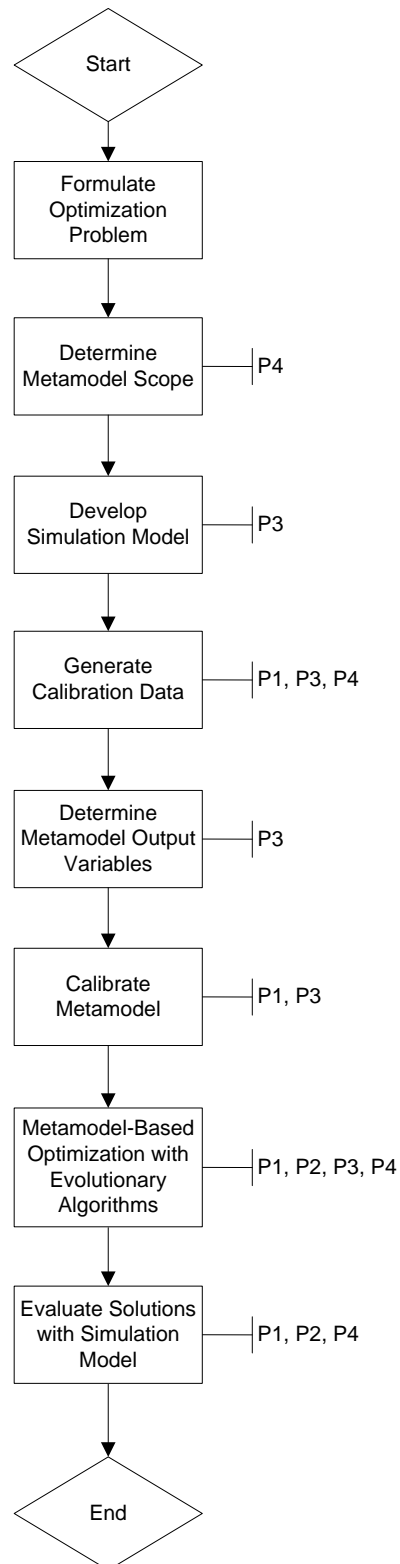 Start
Formulate
Optimization
Problem
Determine
Metamodel Scope
P4
Develop
Simulation Model
P3
Generate
Calibration Data
P1, P3, P4
Determine
Metamodel Output
Variables
P3
Calibrate
Metamodel
P1, P3
Metamodel-Based
Optimization with
Evolutionary
Algorithms
P1, P2, P3, P4
Evaluate Solutions
with Simulation
Model
P1, P2, P4
End